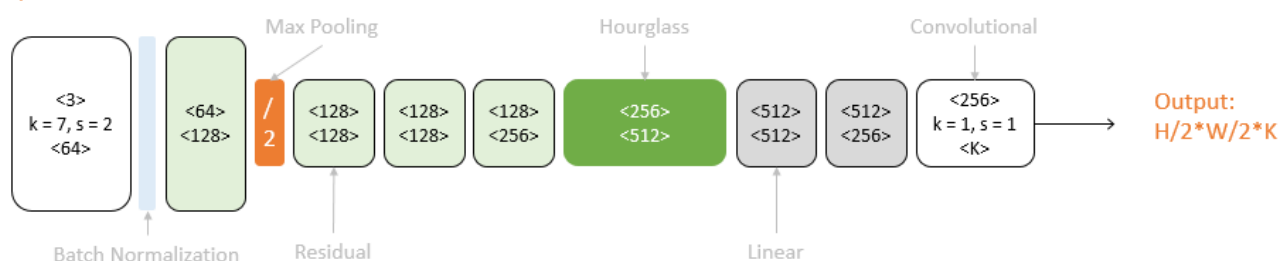 Max Pooling
Hourglass
Convolutional
<3>
k = 7, s = 2
<64>
<64>
<128>
/
2
<128>
<128>
<128>
<128>
<128>
<256>
<256>
<512>
<512>
<512>
<512>
<256>
<256>
k = 1, s = 1
<K>
Output:
H/2*W/2*K
Batch Normalization
Residual
Linear